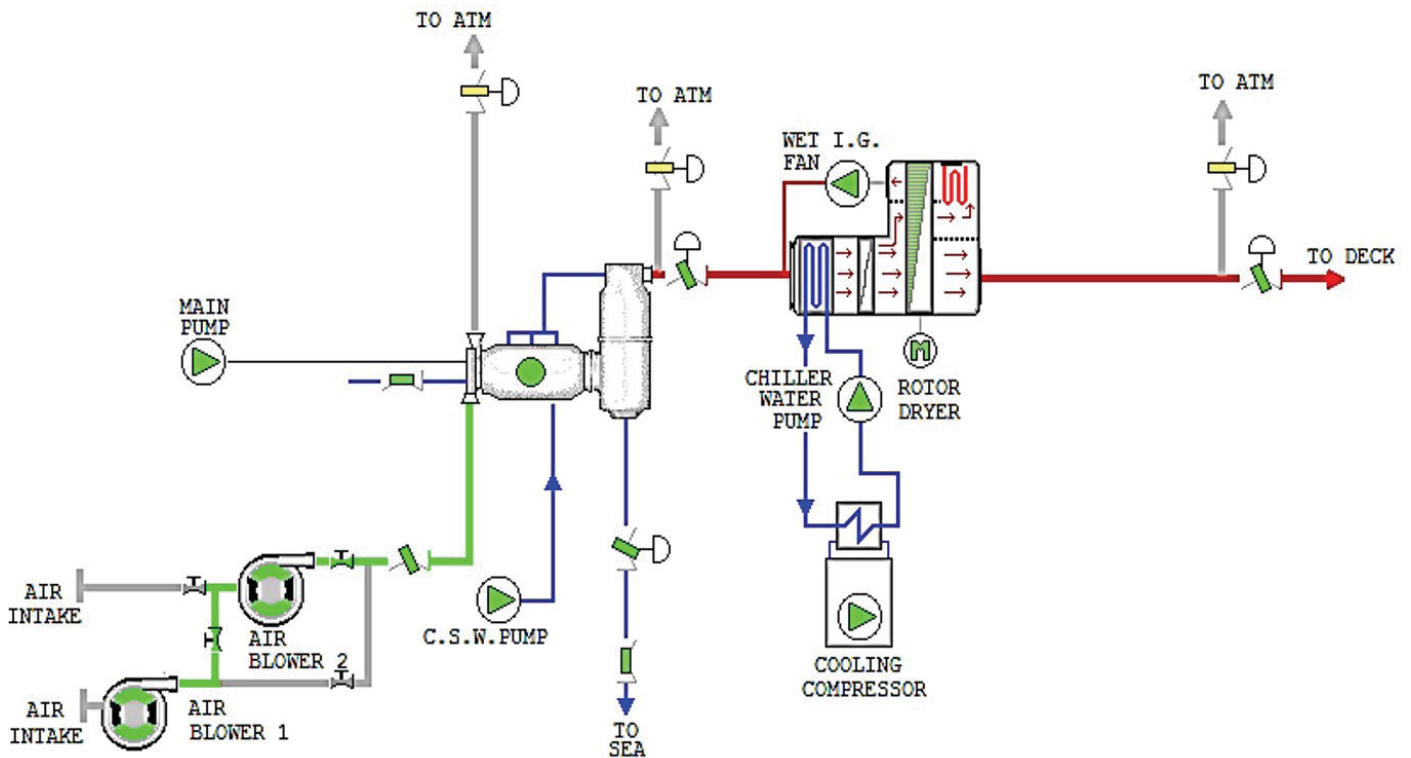 TO ATM
TO ATM
TO ATM
WET I.G.
FAN
TO DECK
MAIN
PUMP
CHILLER
WATER
PUMP
M
ROTOR
DRYER
AIR
INTAKE
AIR
BLOWER 2
C.S.W.PUMP
COOLING
COMPRESSOR
AIR
INTAKE
AIR
BLOWER 1
TO
SEA